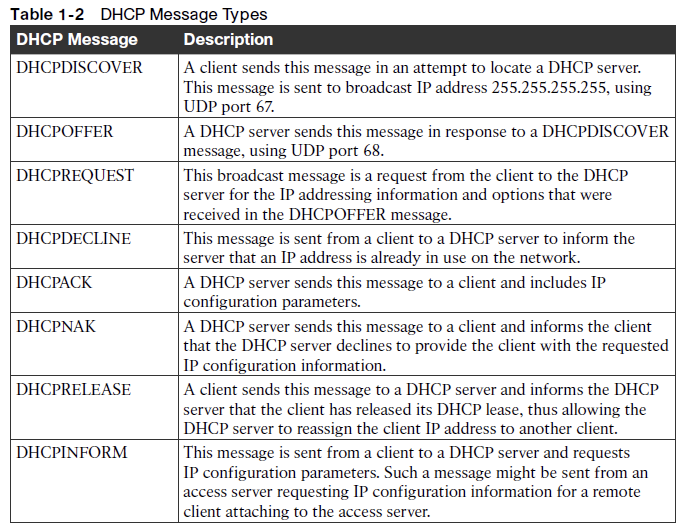 Table 1-2 DHCP Message Types
DHCP Message Description
DHCPDISCOVER A client sends this message in an attempt to locate a DHCP server.
This message is sent to broadcast IP address 255.255.255.255, using
UDP port 67.
DHCPOFFER A DHCP server sends this message in response to a DHCPDISCOVER
message, using UDP port 68.
DHCPREQUEST This broadcast message is a request from the client to the DHCP
server for the IP addressing information and options that were
received in the DHCPOFFER message.
DHCPDECLINE This message is sent from a client to a DHCP server to inform the
server that an IP address is already in use on the network.
DHCPACK A DHCP server sends this message to a client and includes IP
configuration parameters.
DHCPNAK A DHCP server sends this message to a client and informs the client
that the DHCP server declines to provide the client with the requested
IP configuration information.
DHCPRELEASE A client sends this message to a DHCP server and informs the DHCP
server that the client has released its DHCP lease, thus allowing the
DHCP server to reassign the client IP address to another client.
DHCPINFORM This message is sent from a client to a DHCP server and requests
IP configuration parameters. Such a message might be sent from an
access server requesting IP configuration information for a remote
client attaching to the access server.